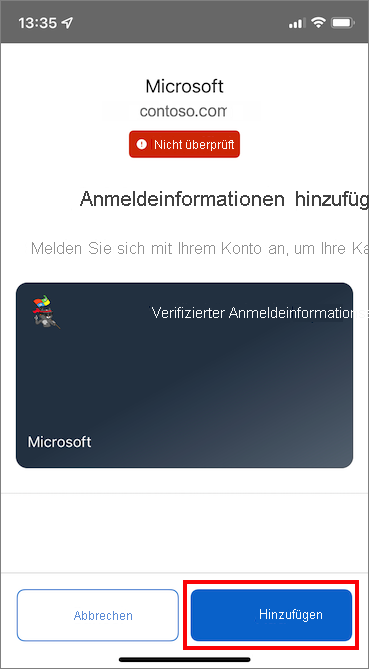 13:35
Microsoft
contoso.com
Nicht überprüft
Anmeldeinformationen hinzufüg
Melden Sie sich mit Ihrem Konto an, um Ihre Ka
Verifizierter Anmeldeinformations
Microsoft
Abbrechen
Hinzufügen